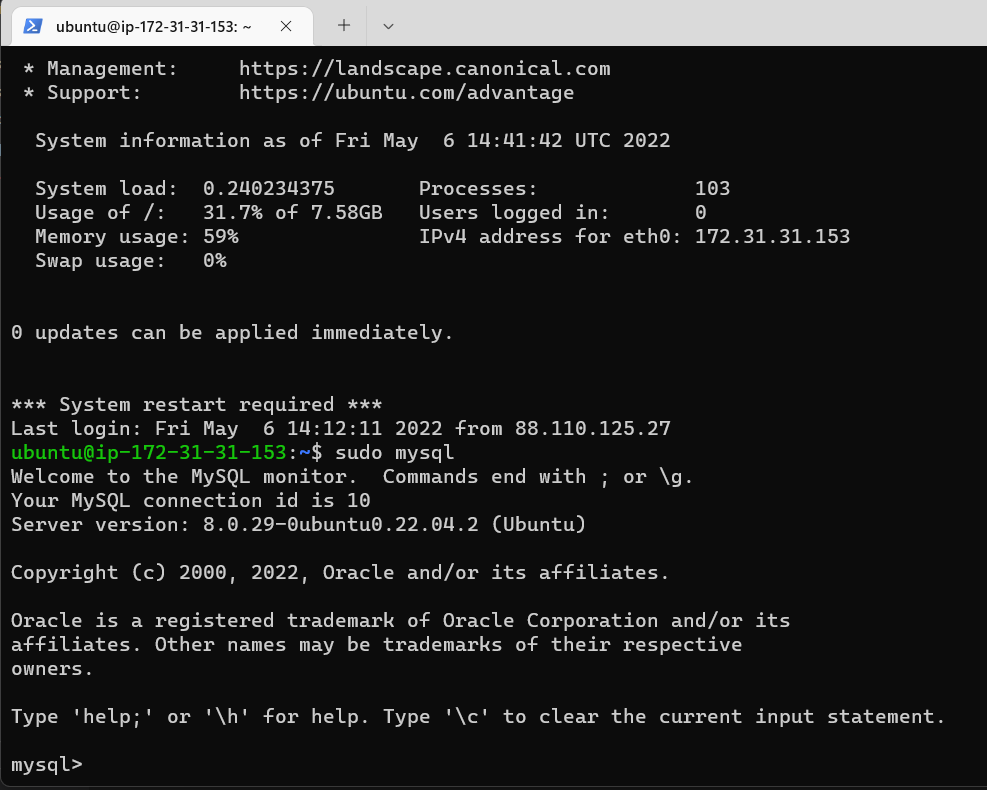 ubuntu@ip-172-31-31-153: ~
* Management:     https://landscape.canonical.com
* Support:        https://ubuntu.com/advantage
System information as of Fri May  6 14:41:42 UTC 2022
System load:  0.240234375       Processes:             103
Usage of /:   31.7% of 7.58GB   Users logged in:       0
Memory usage: 59%               IPv4 address for eth0: 172.31.31.153
Swap usage:   0%
0 updates can be applied immediately.
*** System restart required ***
Last login: Fri May  6 14:12:11 2022 from 88.110.125.27
ubuntu@ip-172-31-31-153:~$ sudo mysql
Welcome to the MySQL monitor.  Commands end with ; or \g.
Your MySQL connection id is 10
Server version: 8.0.29-0ubuntu0.22.04.2 (Ubuntu)
Copyright (c) 2000, 2022, Oracle and/or its affiliates.
Oracle is a registered trademark of Oracle Corporation and/or its
affiliates. Other names may be trademarks of their respective
owners.
Type 'help;' or '\h' for help. Type '\c' to clear the current input statement.
mysql>